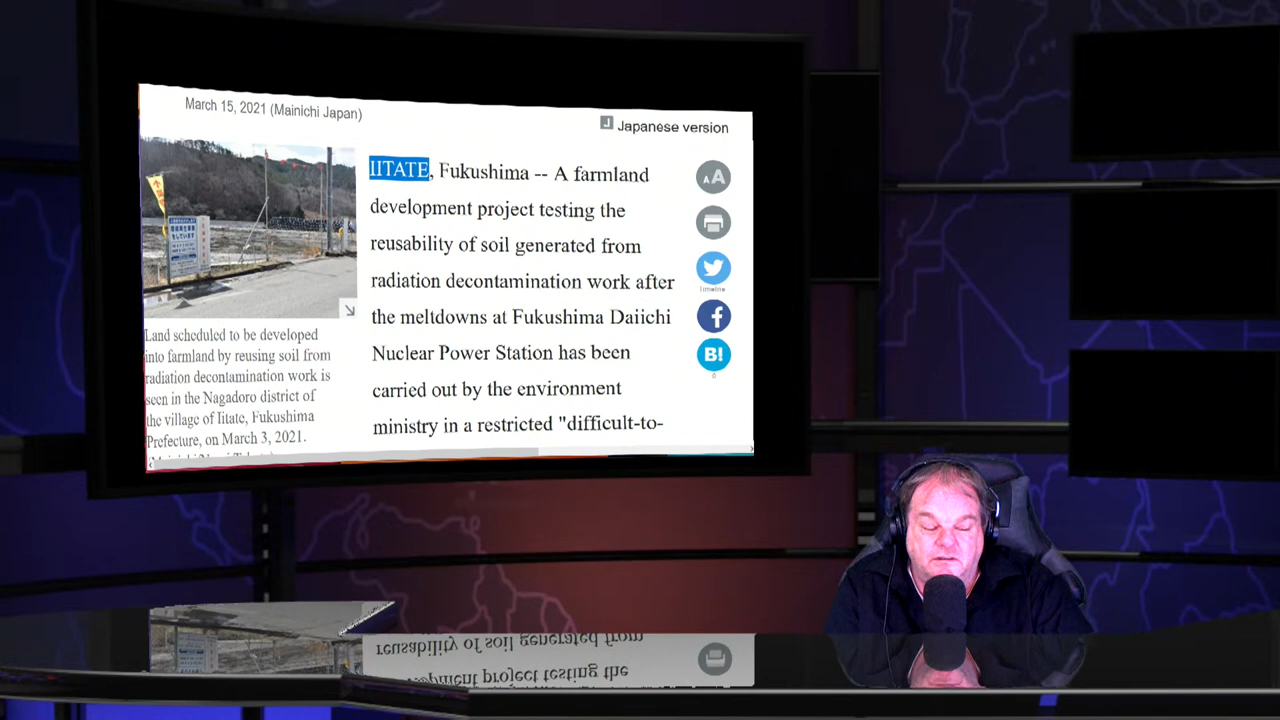 March 15, 2021 (Mainichi Japan)
J Japanese version
IITATE, Fukushima -- A farmland
development project testing the
reusability of soil generated from
radiation decontamination work after
the meltdowns at Fukushima Daiichi
Nuclear Power Station has been
carried out by the environment
ministry in a restricted "difficult-to-
AA
timeline
B!
0
Land scheduled to be developed
into farmland by reusing soil from
radiation decontamination work is
seen in the Nagadoro district of
the village of Iitate, Fukushima
Prefecture, on March 3, 2021.
reusability of soil generated from
project testing the